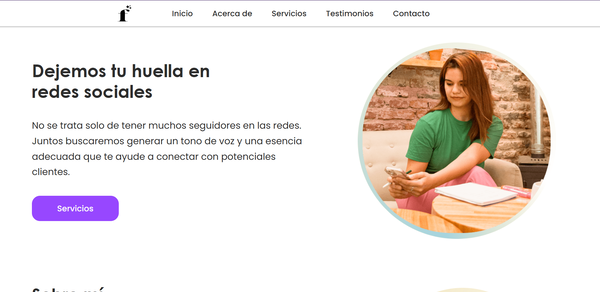 Inicio Acerca de Servicios Testimonios Contacto
Dejemos tu huella en
redes sociales
No se trata solo de tener muchos seguidores en las redes.
Juntos buscaremos generar un tono de voz y una esencia
adecuada que te ayude a conectar con potenciales
clientes.
Servicios